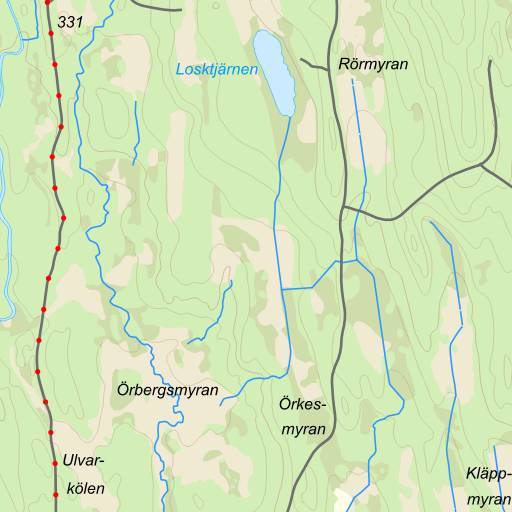 331
Rörmyran
Losktjärnen
Örbergsmyran
Örkes-
myran
Ulvar-
kölen
Kläpp-
myran